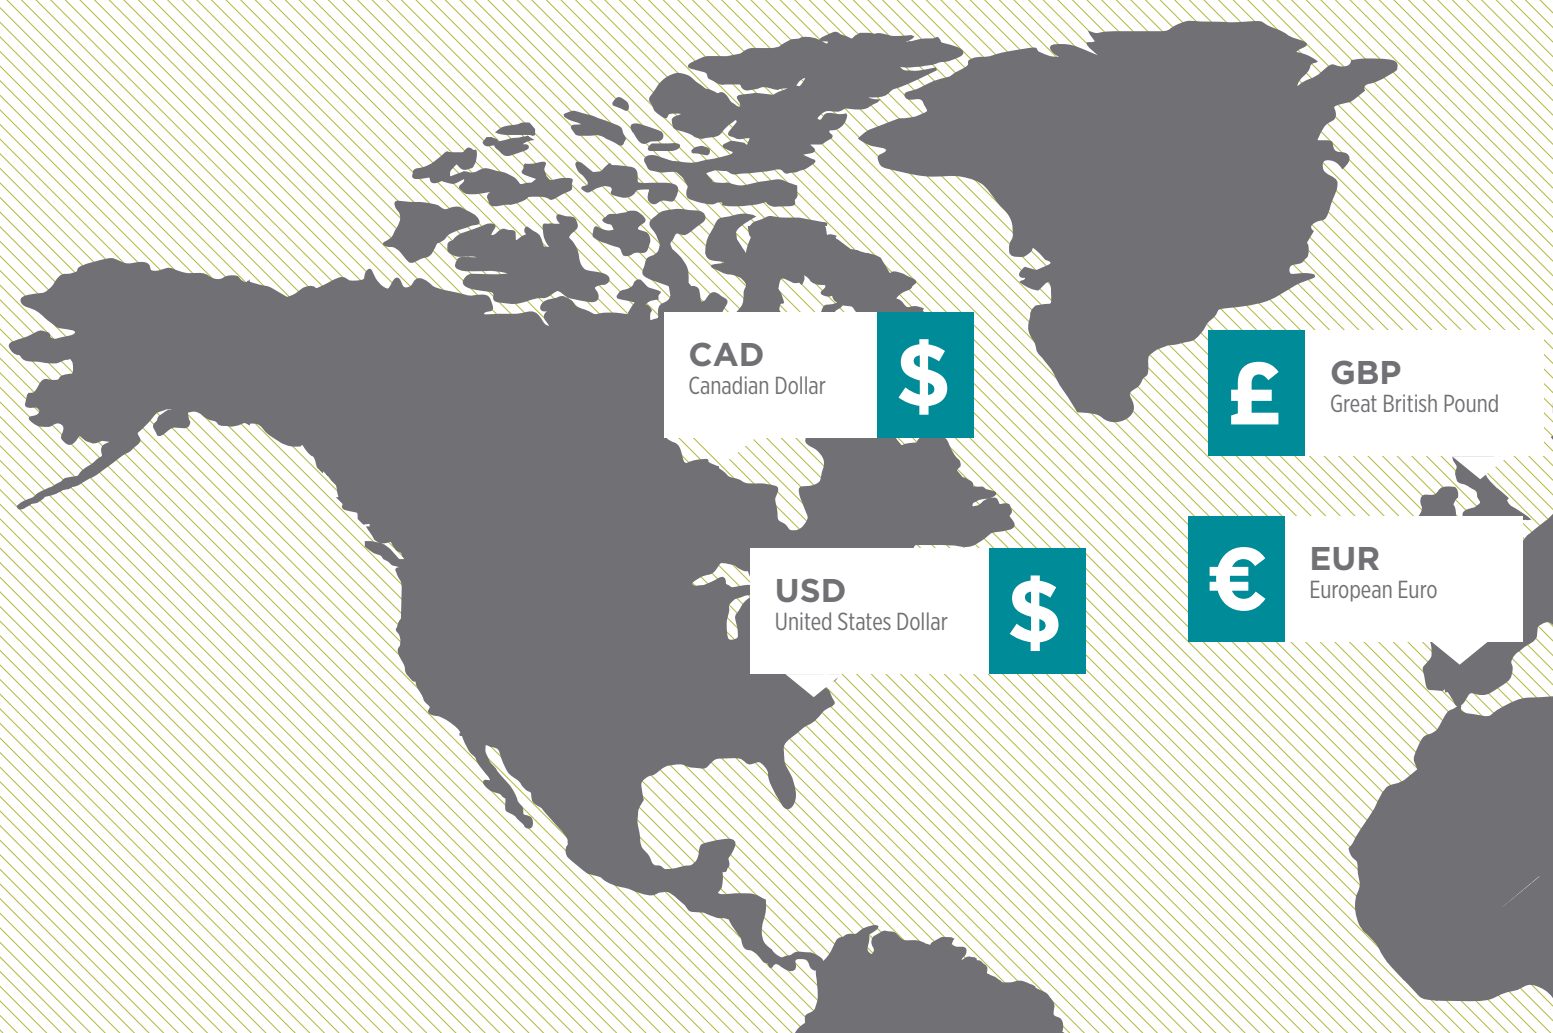 CAD
Canadian Dollar
$
£
GBP
Great British Pound
€
EUR
European Euro
USD
United States Dollar
$